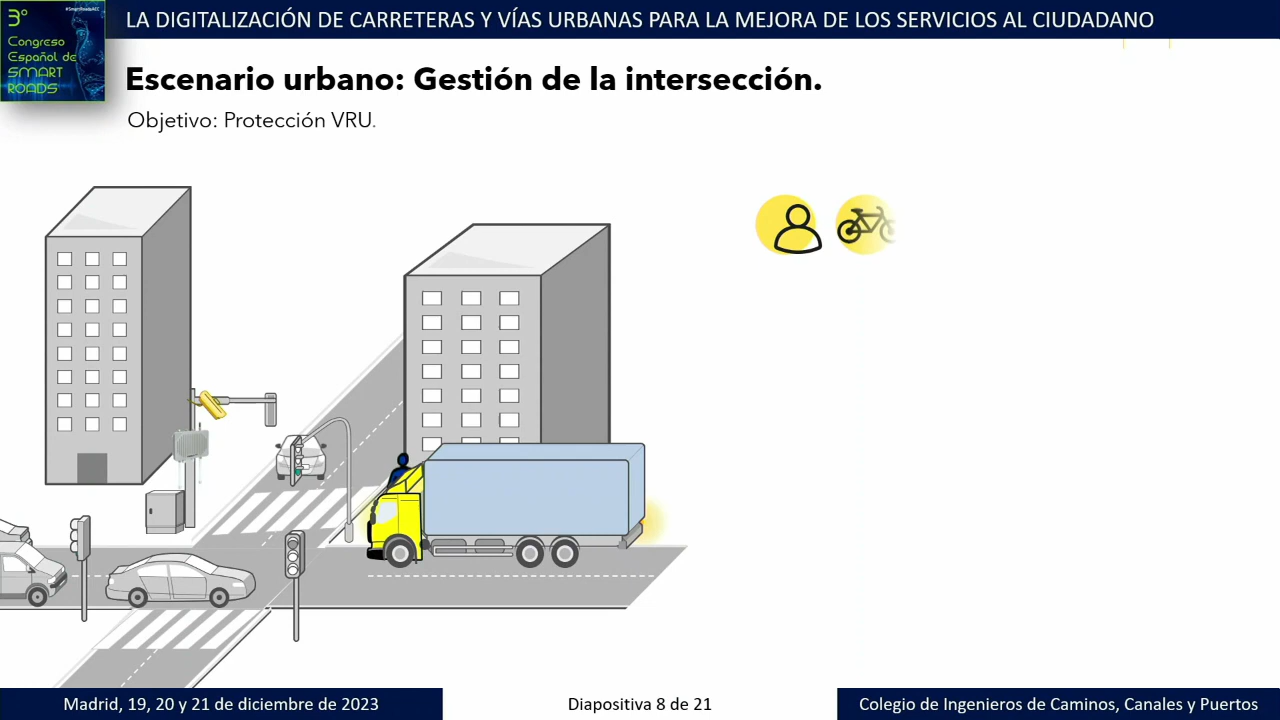 3º
#SmartRoadsAEC
Congreso
Español de
SMART
ROADS
LA DIGITALIZACIÓN DE CARRETERAS Y VÍAS URBANAS PARA LA MEJORA DE LOS SERVICIOS AL CIUDADANO
Escenario urbano: Gestión de la intersección.
Objetivo: Protección VRU.
Madrid, 19, 20 y 21 de diciembre de 2023
Diapositiva 8 de 21
Colegio de Ingenieros de Caminos, Canales y Puertos